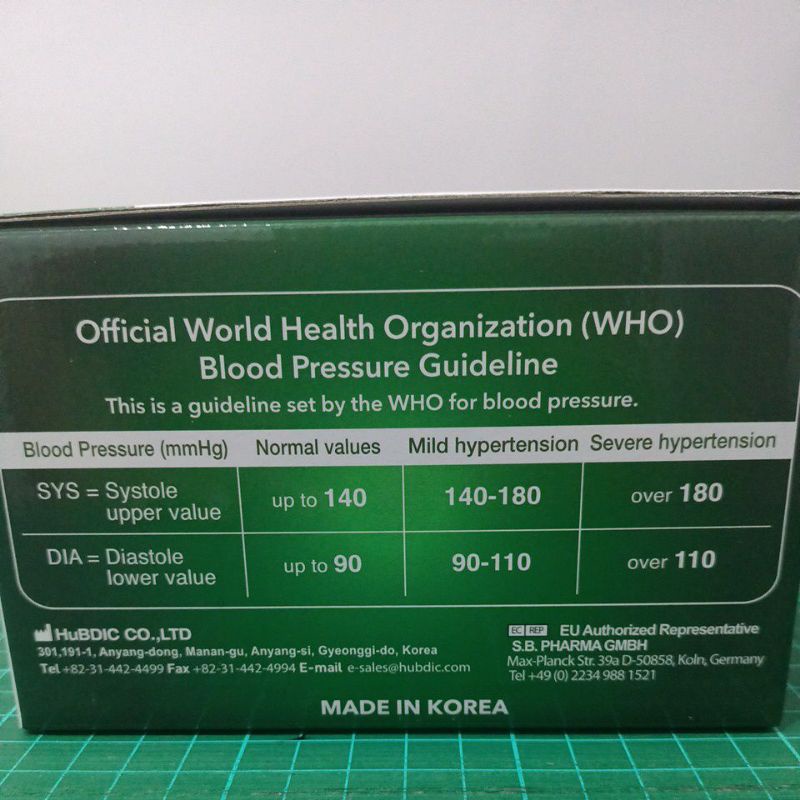 Official World Health Organization (WHO)
Blood Pressure Guideline
This is a guideline set by the WHO for blood pressure.
Blood Pressure (mmHg) Normal values Mild hypertension Severe hypertension
SYS = Systole
upper value
up to 140 140-180 over 180
DIA = Diastole
lower value
up to 90 90-110 over 110
HuBDIC CO.,LTD
301,191-1, Anyang-dong, Manan-gu, Anyang-si, Gyeonggi-do, Korea
Tel +82-31-442-4499 Fax +82-31-442-4994 E-mail e-sales@hubdic.com
EC REP EU Authorized Representative
S.B. PHARMA GMBH
Max-Planck Str. 39a D-50858, Koln, Germany
Tel +49 (0) 2234 988 1521
MADE IN KOREA